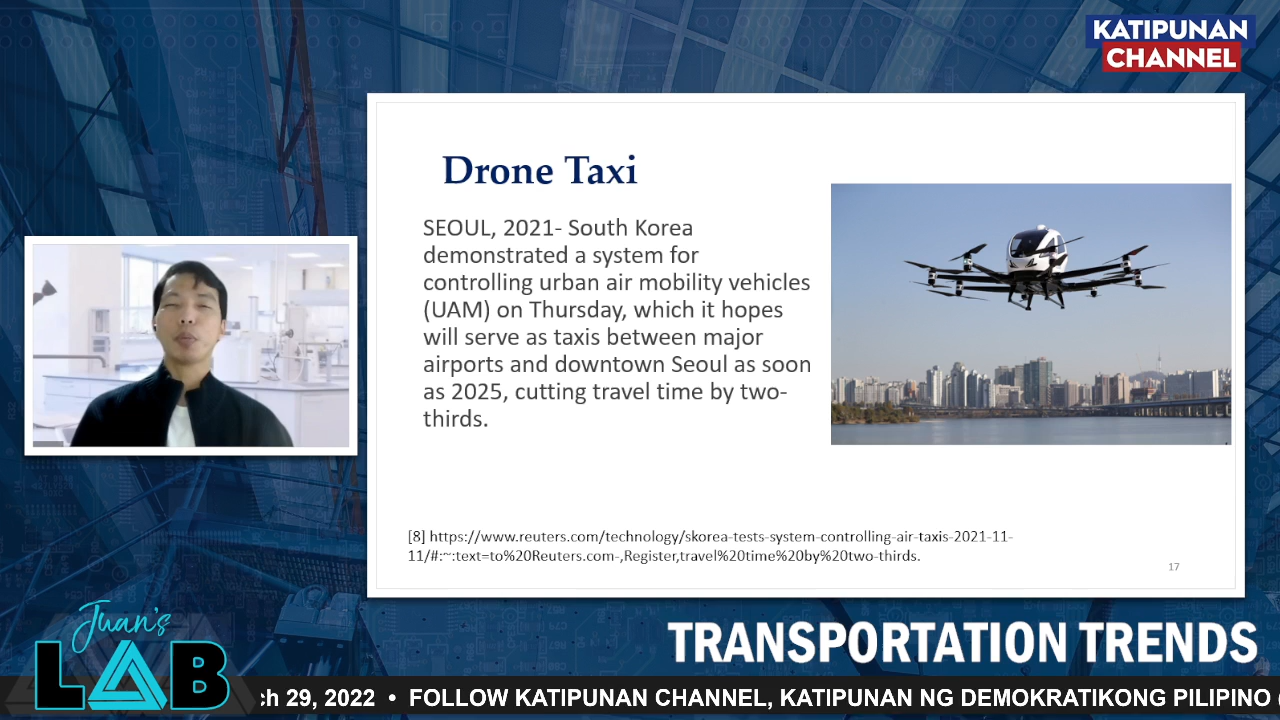 KATIPUNAN
CHANNEL
Drone Taxi
SEOUL, 2021- South Korea
demonstrated a system for
controlling urban air mobility vehicles
(UAM) on Thursday, which it hopes
will serve as taxis between major
airports and downtown Seoul as soon
as 2025, cutting travel time by two-
thirds.
[8] https://www.reuters.com/technology/skorea-tests-system-controlling-air-taxis-2021-11-
11/#:~:text=to%20Reuters.com-,Register,travel%20time%20by%20two-thirds.
17
Juan's
LAB
TRANSPORTATION TRENDS
ch 29, 2022 • FOLLOW KATIPUNAN CHANNEL, KATIPUNAN NG DEMOKRATIKONG PILIPINO